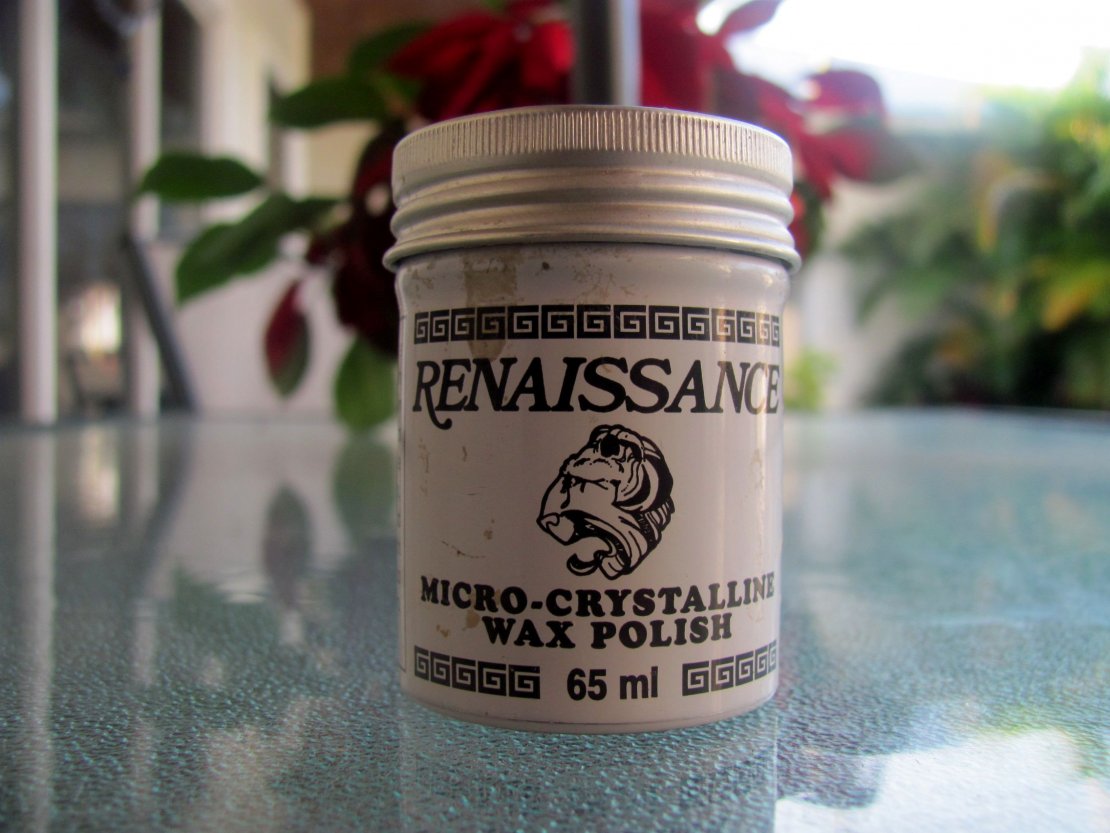 RENAISSANCE
MICRO-CRYSTALLINE
WAX POLISH
65 ml